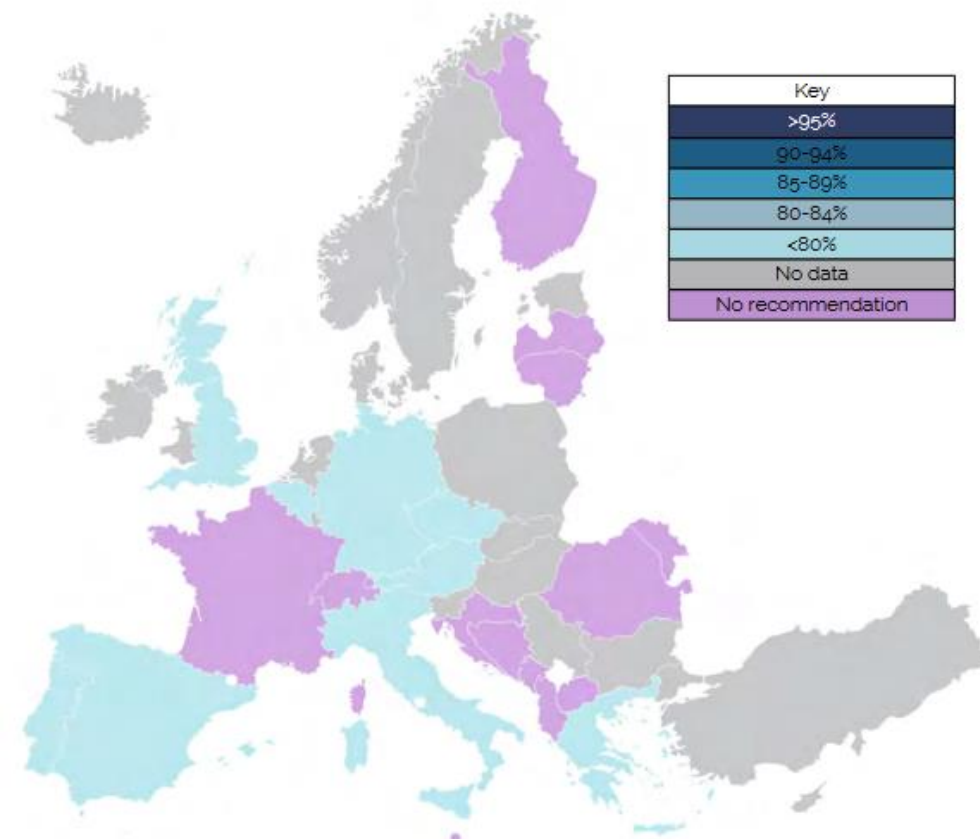 Key
>95%
90-94%
85-89%
80-84%
<80%
No data
No recommendation